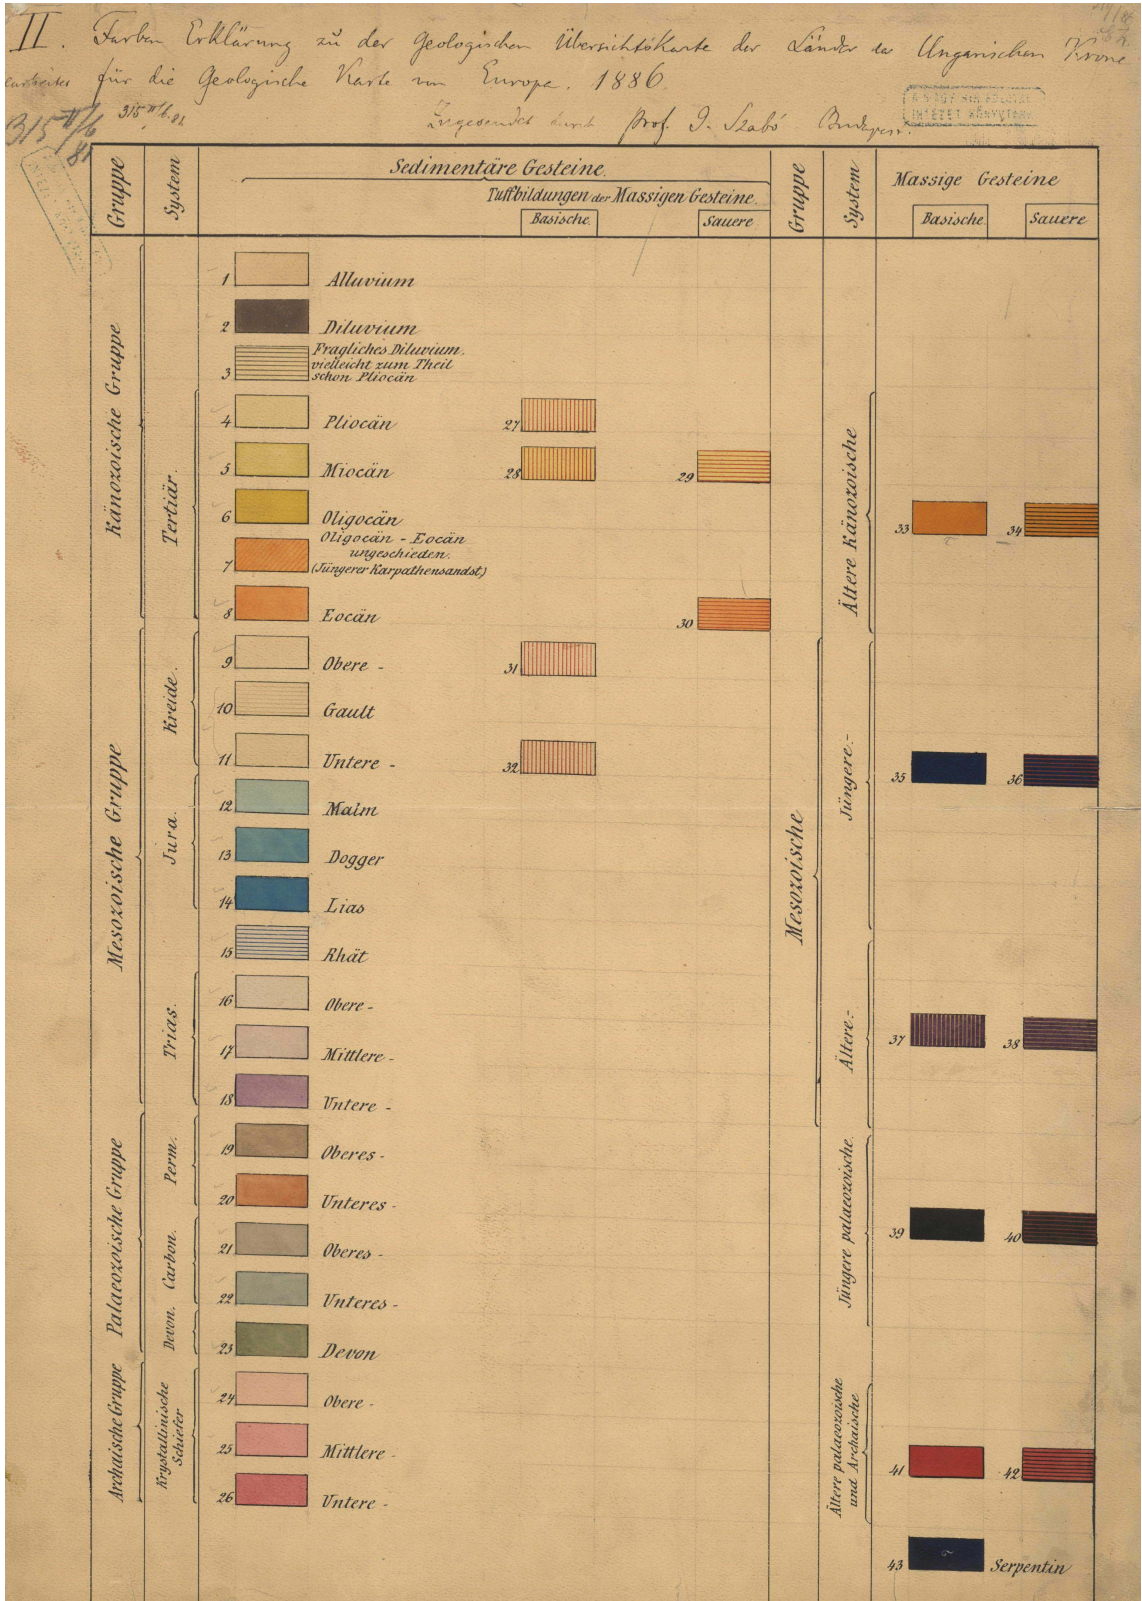 II. Farben Erklärung zu der Geologischen Übersichtskarte der Länder der Ungarischen Krone
für die Geologische Karte von Europa. 1886.
Zugesendet durch Prof. J. Szabó Budapest.
Gruppe
System
Sedimentäre Gesteine.
Tuffbildungen der Massigen Gesteine.
Basische.
Sauere
Gruppe
System
Massige Gesteine
Basische.
Sauere
Känozoische Gruppe
1 Alluvium
2 Diluvium
3 Fragliches Diluvium,
vielleicht zum Theil
schon Pliocän
Tertiär.
4 Pliocän
27
5 Miocän
28
29
6 Oligocän
7 Oligocän - Eocän
ungeschieden.
(Jüngerer Karpathensandst.)
8 Eocän
30
Mesozoische Gruppe
Kreide.
9 Obere -
31
10 Gault
11 Untere -
32
Jura.
12 Malm
13 Dogger
14 Lias
15 Rhät
Trias.
16 Obere -
17 Mittlere -
18 Untere -
Palaeozoische Gruppe
Perm.
19 Oberes -
20 Unteres -
Carbon.
21 Oberes -
22 Unteres -
Devon.
23 Devon
Archaische Gruppe
Krystallinische
Schiefer
24 Obere -
25 Mittlere -
26 Untere -
Ältere Känozoische
33
34
Mesozoische
Jüngere -
35
36
Ältere -
37
38
Jüngere palaeozoische.
39
40
Ältere palaeozoische
und Archaische
41
42
43 Serpentin